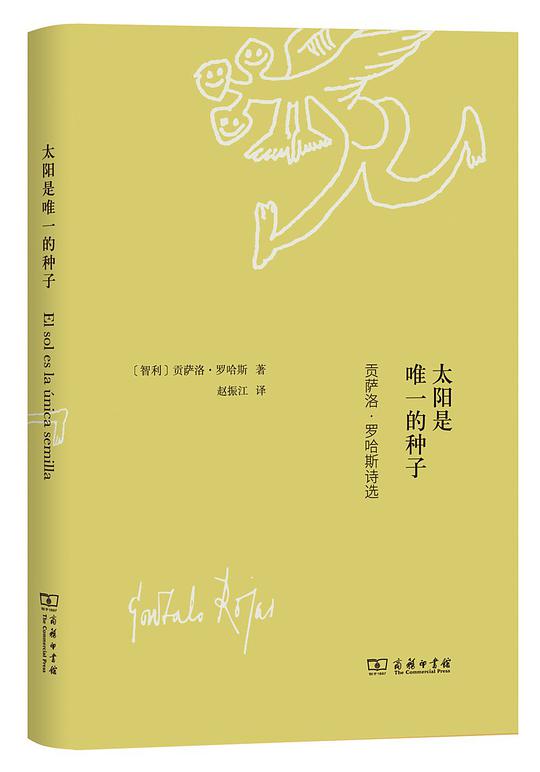 太阳是唯一的种子
El sol es la única semilla
商务印书馆
The Commercial Press
〔智利〕贡萨洛·罗哈斯 著
赵振江 译
太阳是
唯一的种子
贡萨洛·罗哈斯诗选
Gonzalo Rojas
商务印书馆
The Commercial Press